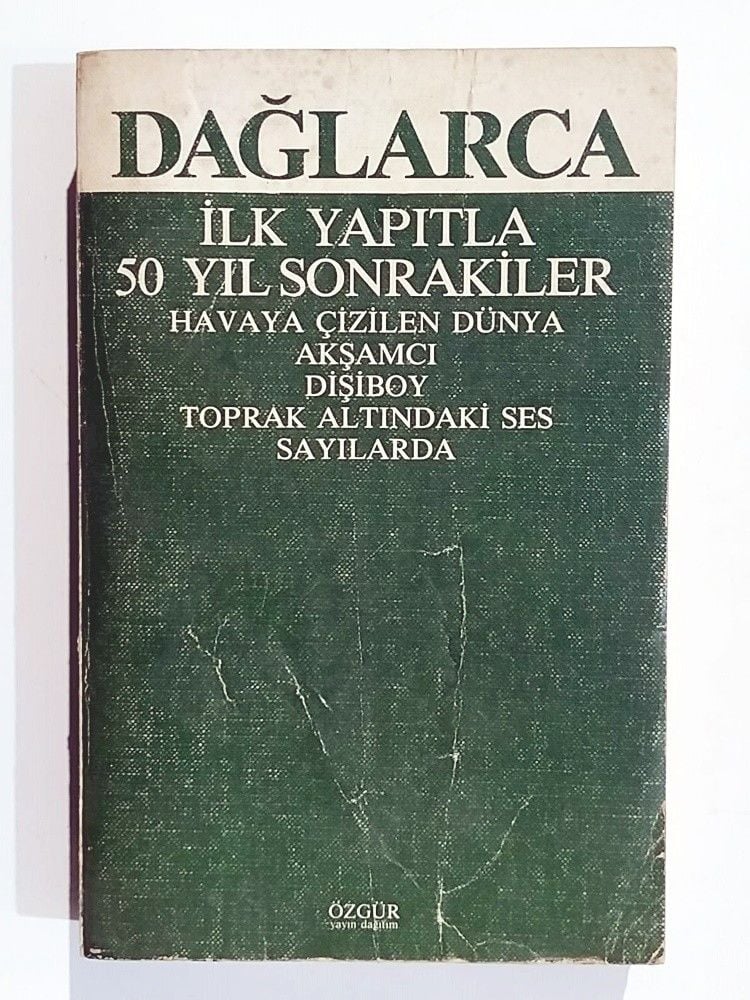 DAĞLARCA
İLK YAPITLA
50 YIL SONRAKİLER
HAVAYA ÇİZİLEN DÜNYA
AKŞAMCI
DİŞİBOY
TOPRAK ALTINDAKİ SES
SAYILARDA
ÖZGÜR
yayın dağıtım